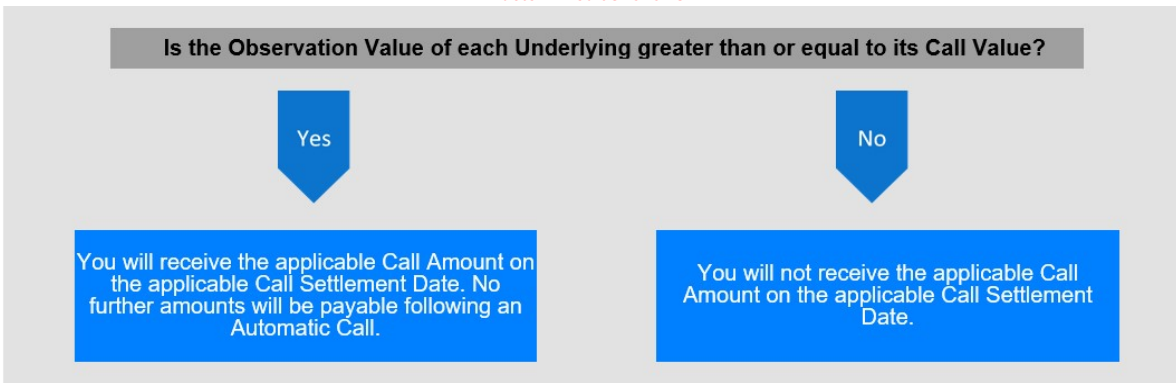 Is the Observation Value of each Underlying greater than or equal to its Call Value?
Yes
No
You will receive the applicable Call Amount on
the applicable Call Settlement Date. No
further amounts will be payable following an
Automatic Call.
You will not receive the applicable Call
Amount on the applicable Call Settlement
Date.